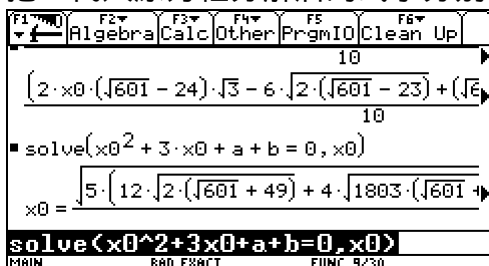 F1 F2 F3 F4 F5 F6
Algebra Calc Other PrgmIO Clean Up
10
(2·x0·(√601 - 24)·√3 - 6·√2·(√601 - 23) + (√6
10
solve(x0² + 3·x0 + a + b = 0, x0)
x0 = √5·(12·√2·(√601 + 49) + 4·√1803·(√601 +
solve(x0^2+3x0+a+b=0,x0)
MAIN RAD EXACT FUNC 9/30